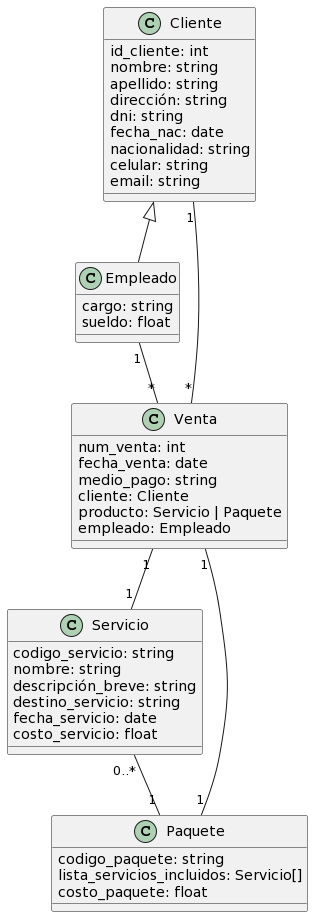 C Cliente
id_cliente: int
nombre: string
apellido: string
dirección: string
dni: string
fecha_nac: date
nacionalidad: string
celular: string
email: string
1
C Empleado
cargo: string
sueldo: float
1
* *
C Venta
num_venta: int
fecha_venta: date
medio_pago: string
cliente: Cliente
producto: Servicio | Paquete
empleado: Empleado
1 1
1
C Servicio
codigo_servicio: string
nombre: string
descripción_breve: string
destino_servicio: string
fecha_servicio: date
costo_servicio: float
0..*
1 1
C Paquete
codigo_paquete: string
lista_servicios_incluidos: Servicio[]
costo_paquete: float